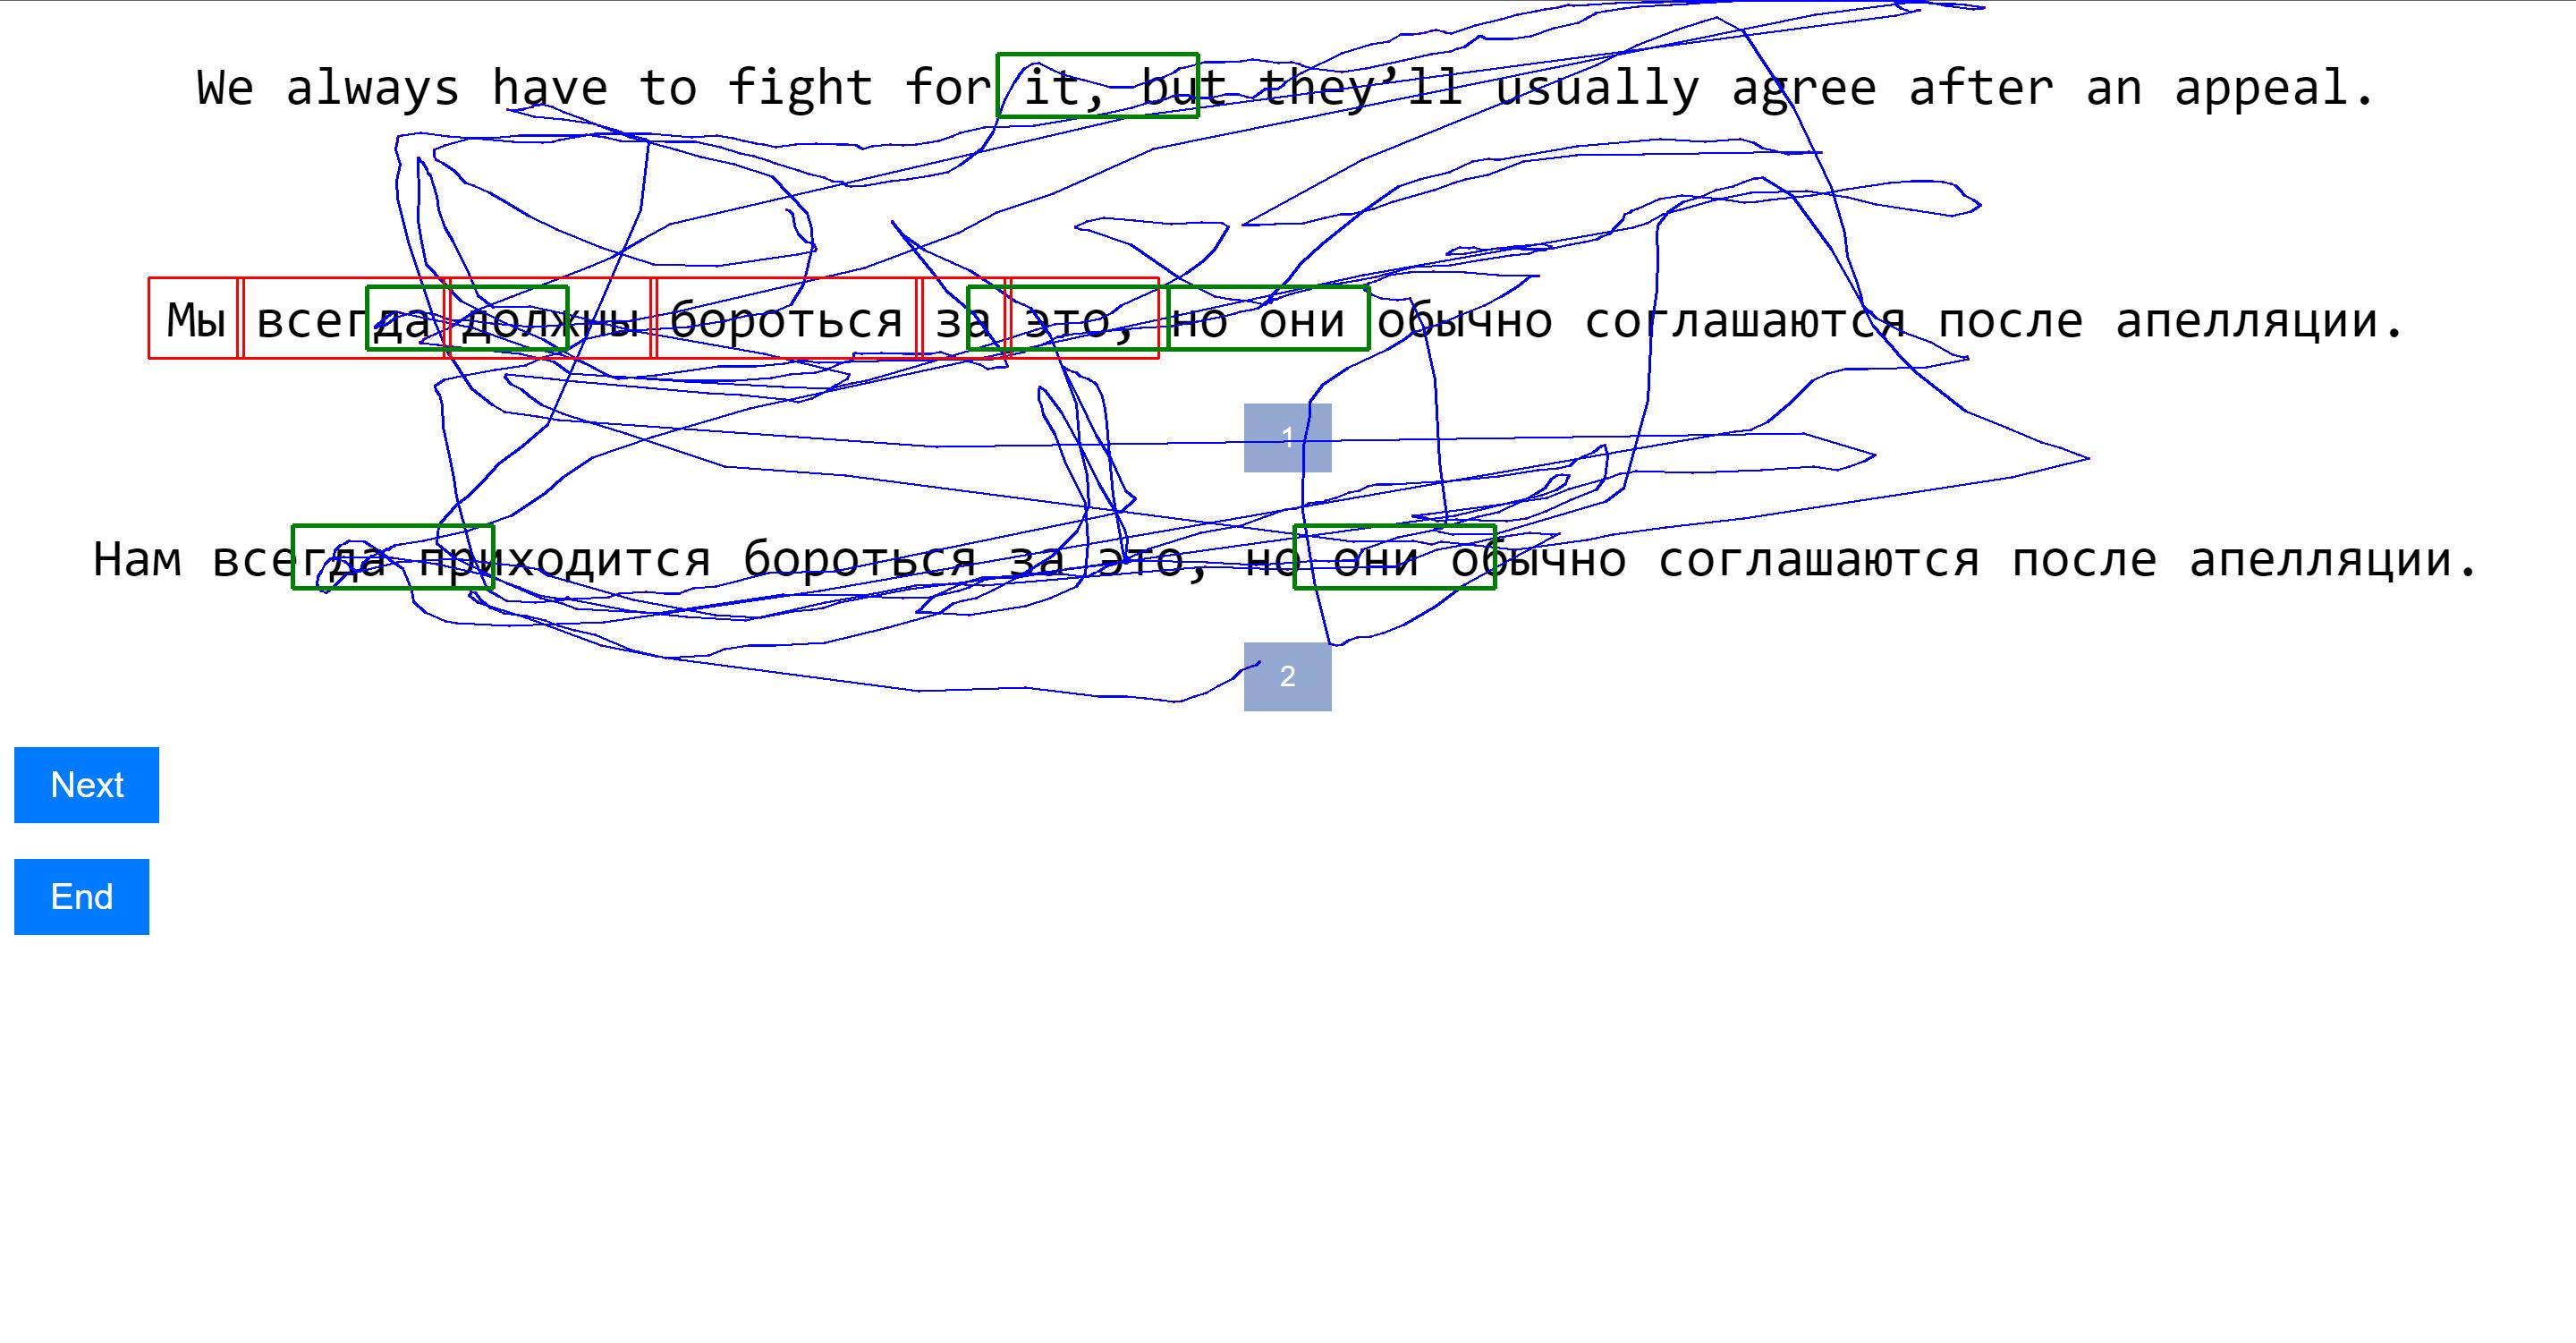 We always have to fight for it, but they’ll usually agree after an appeal.
Мы всегда должны бороться за это, но они обычно соглашаются после апелляции.
1
Нам всегда приходится бороться за это, но они обычно соглашаются после апелляции.
2
Next
End